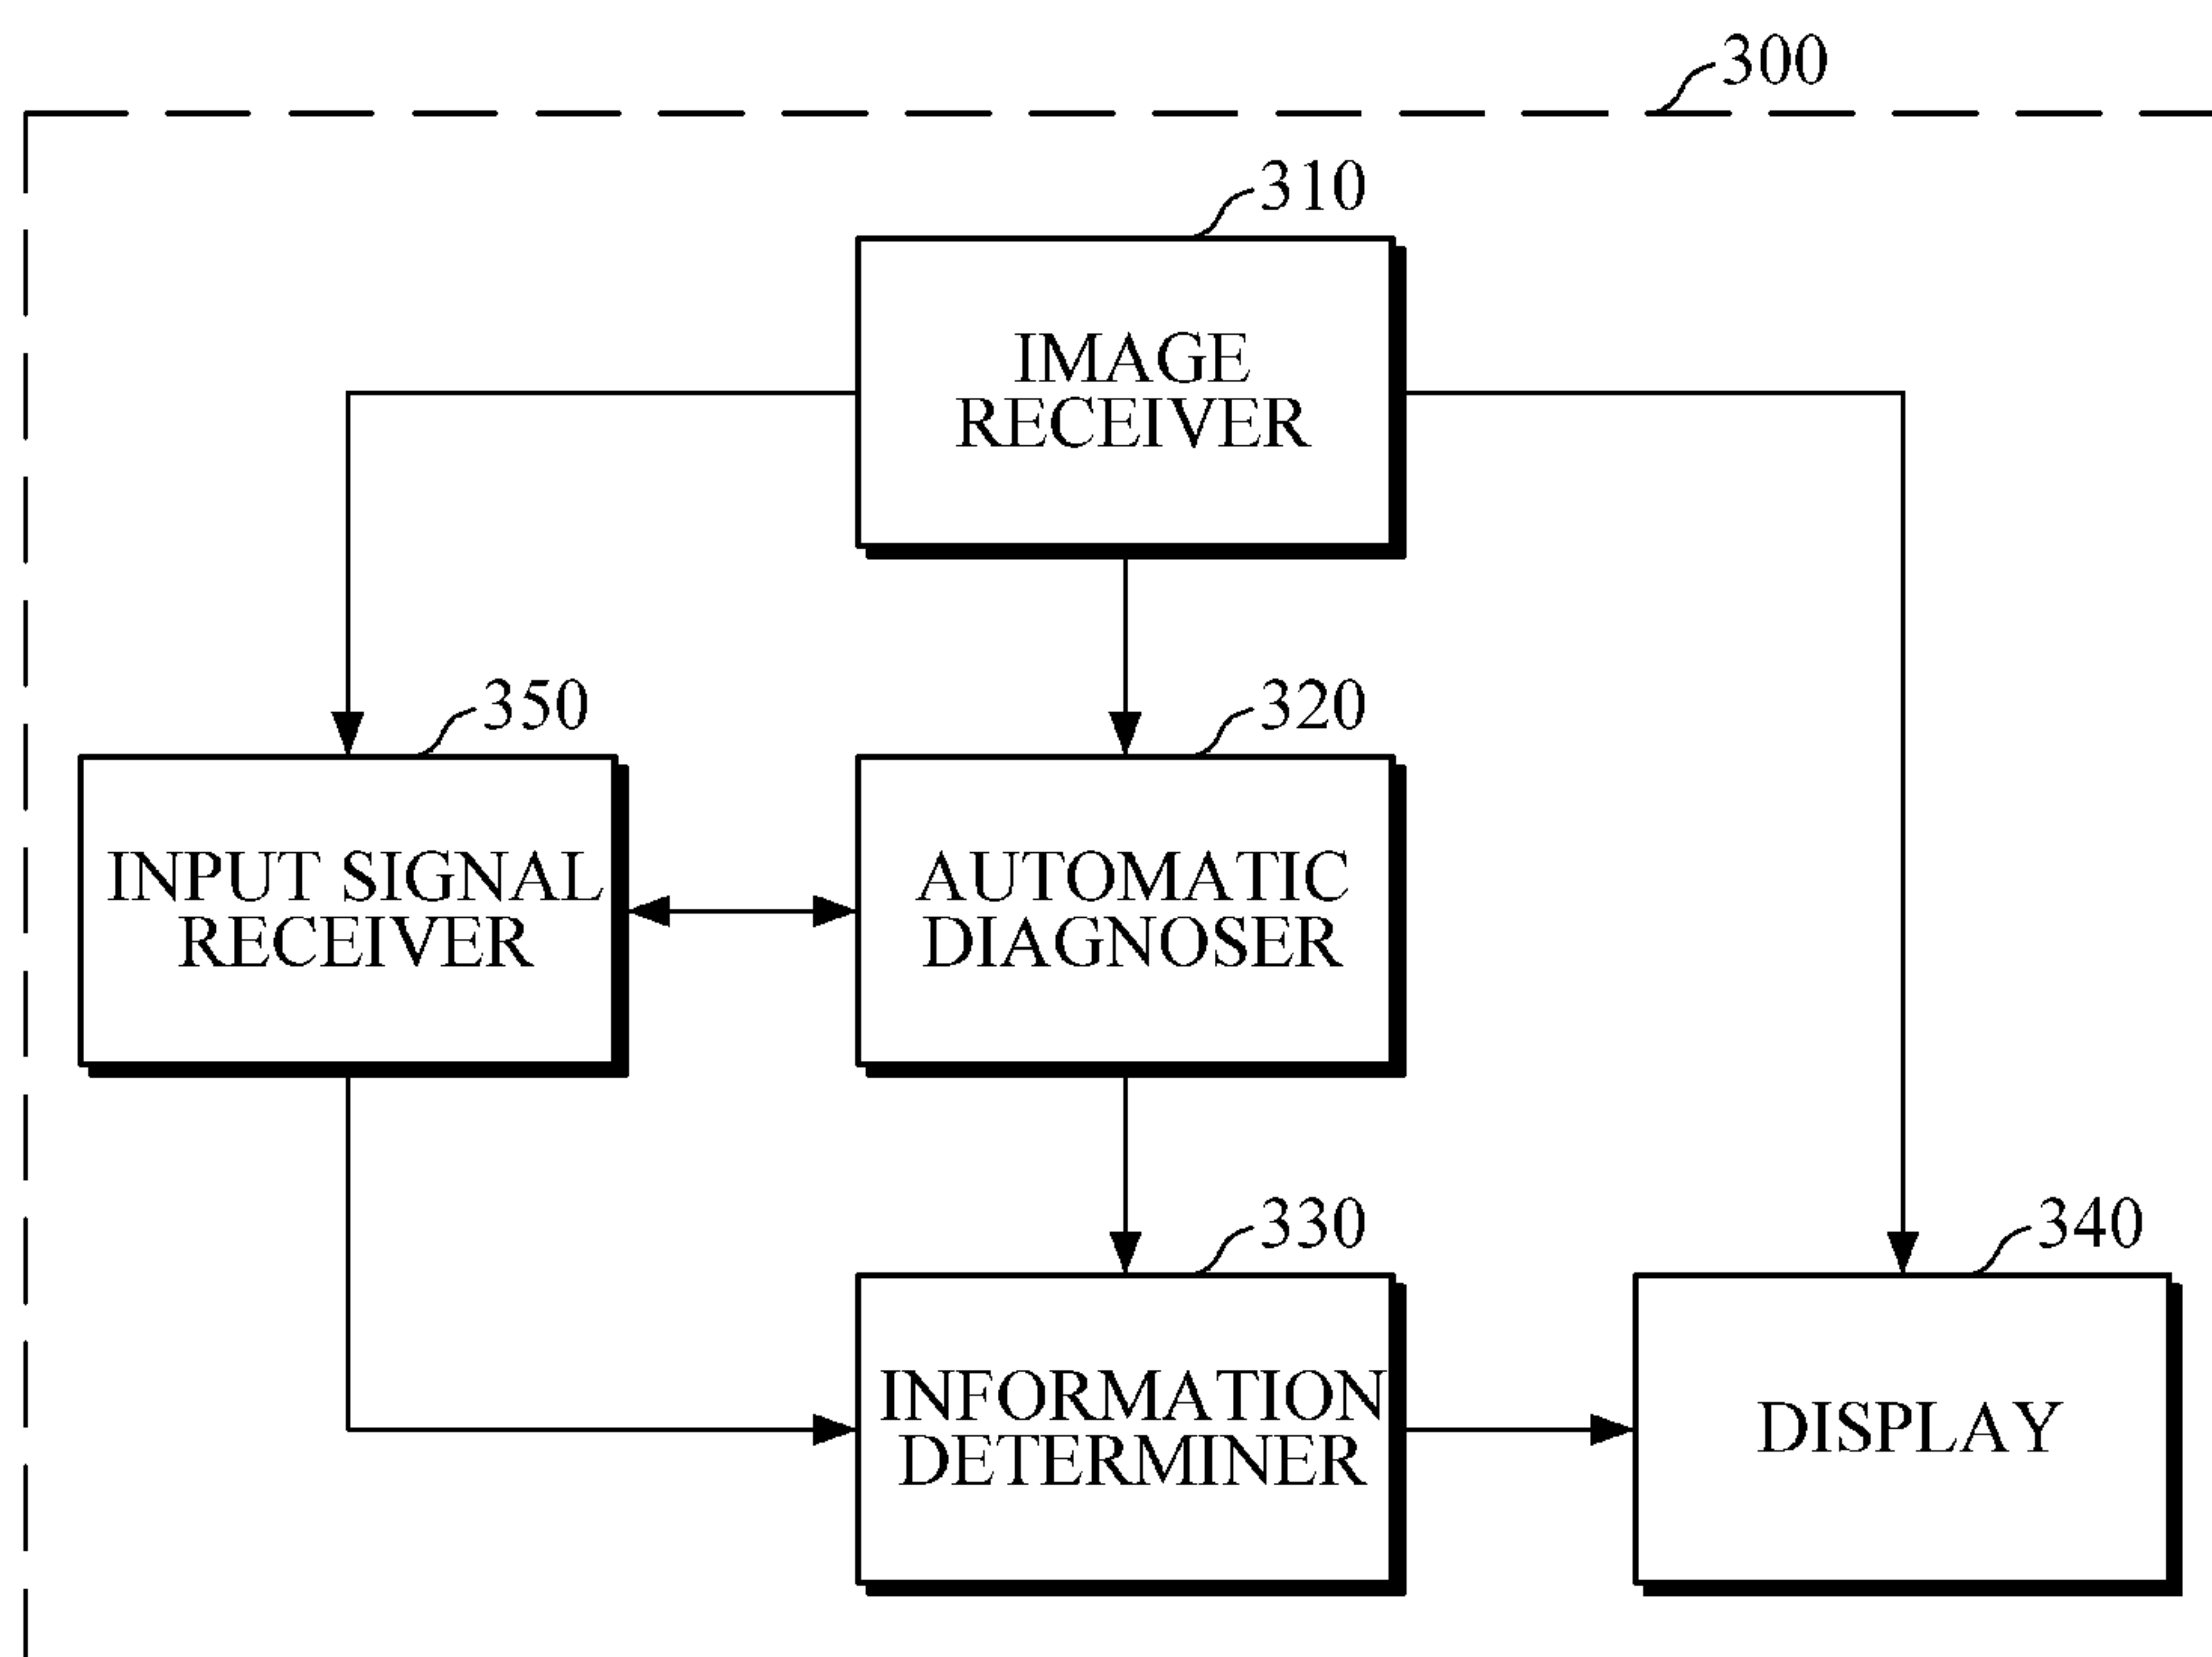 300
310
IMAGE
RECEIVER
350
320
INPUT SIGNAL
RECEIVER
AUTOMATIC
DIAGNOSER
330
340
INFORMATION
DETERMINER
DISPLAY